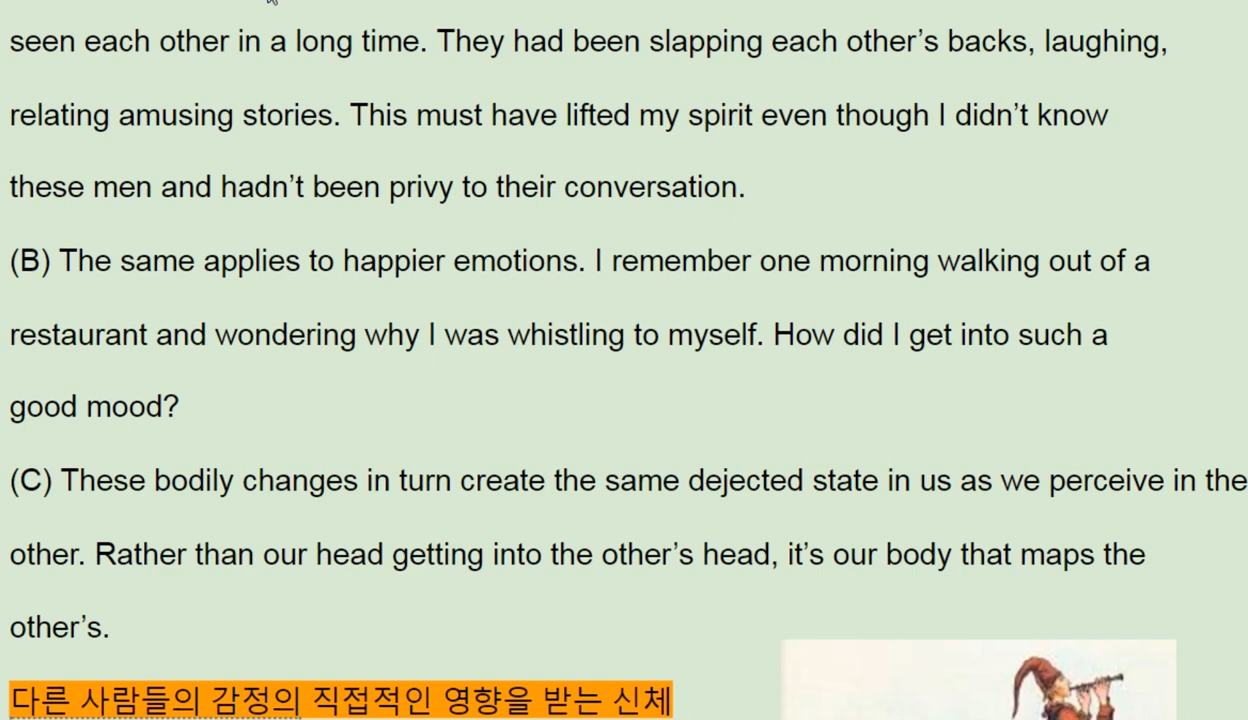 seen each other in a long time. They had been slapping each other’s backs, laughing,
relating amusing stories. This must have lifted my spirit even though I didn’t know
these men and hadn’t been privy to their conversation.
(B) The same applies to happier emotions. I remember one morning walking out of a
restaurant and wondering why I was whistling to myself. How did I get into such a
good mood?
(C) These bodily changes in turn create the same dejected state in us as we perceive in the
other. Rather than our head getting into the other’s head, it’s our body that maps the
other’s.
다른 사람들의 감정의 직접적인 영향을 받는 신체